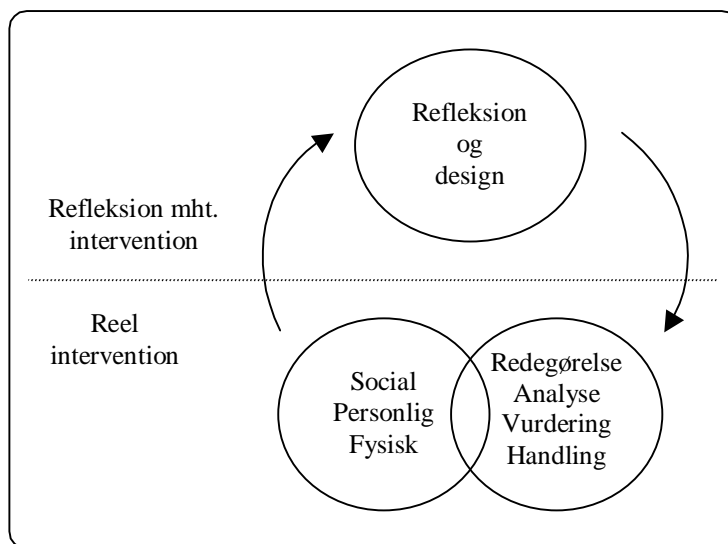 Refleksion
og
design
Refleksion mht.
intervention
Reel
intervention
Social
Personlig
Fysisk
Redegørelse
Analyse
Vurdering
Handling